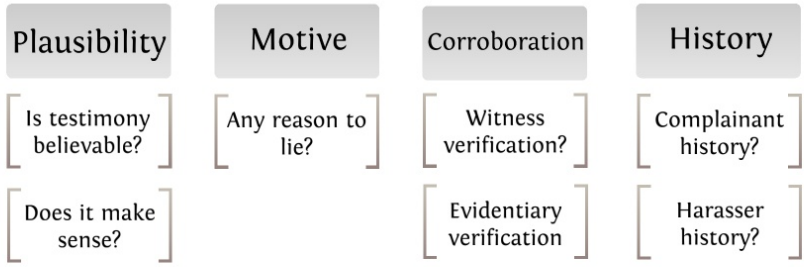 Plausibility
Is testimony
believable?
Does it make
sense?
Motive
Any reason to
lie?
Corroboration
Witness
verification?
Evidentiary
verification
History
Complainant
history?
Harasser
history?